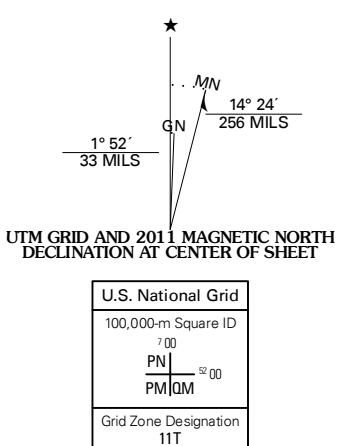 ★
MN
GN
14° 24´
256 MILS
1° 52´
33 MILS
UTM GRID AND 2011 MAGNETIC NORTH
DECLINATION AT CENTER OF SHEET
U.S. National Grid
100,000-m Square ID
7 00
PN
52 00
PM QM
Grid Zone Designation
11T